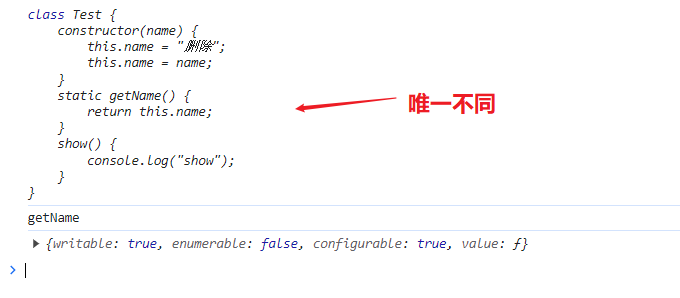 class Test {
    constructor(name) {
        this.name = "删除";
        this.name = name;
    }
    static getName() {
        return this.name;
    }
    show() {
        console.log("show");
    }
}
唯一不同
getName
▶ {writable: true, enumerable: false, configurable: true, value: ƒ}
>